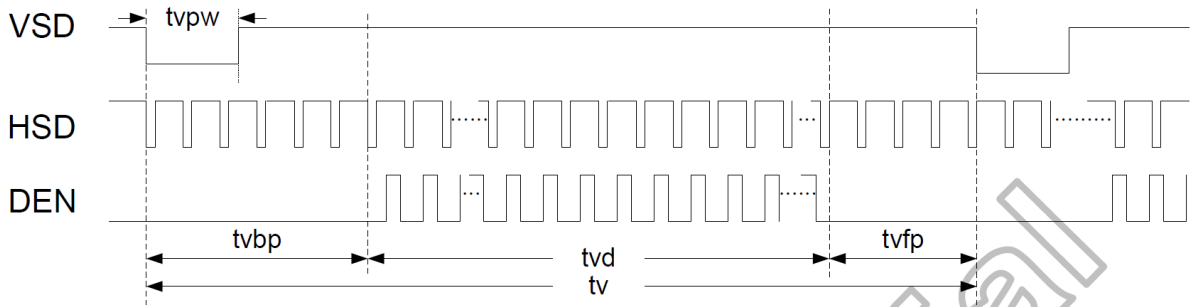 tvpw
VSD
HSD
...... ... .........
DEN
... ......
tvbp tvd tvfp
tv